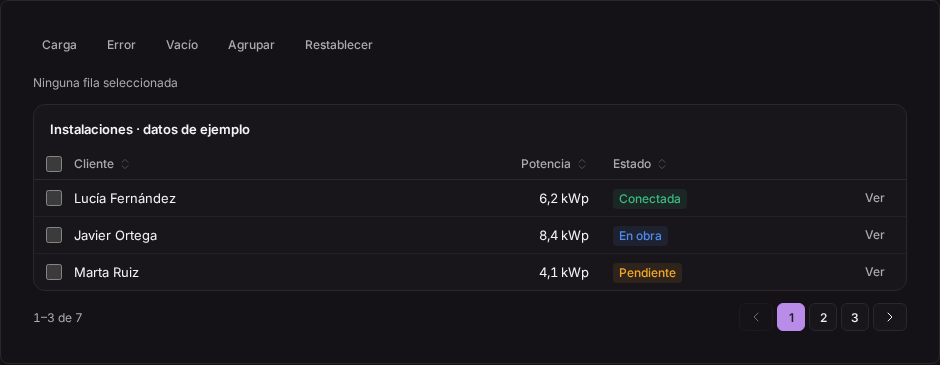 Carga Error Vacío Agrupar Restablecer
Ninguna fila seleccionada
Instalaciones · datos de ejemplo
Cliente Potencia Estado
Lucía Fernández 6,2 kWp Conectada Ver
Javier Ortega 8,4 kWp En obra Ver
Marta Ruiz 4,1 kWp Pendiente Ver
1–3 de 7 1 2 3